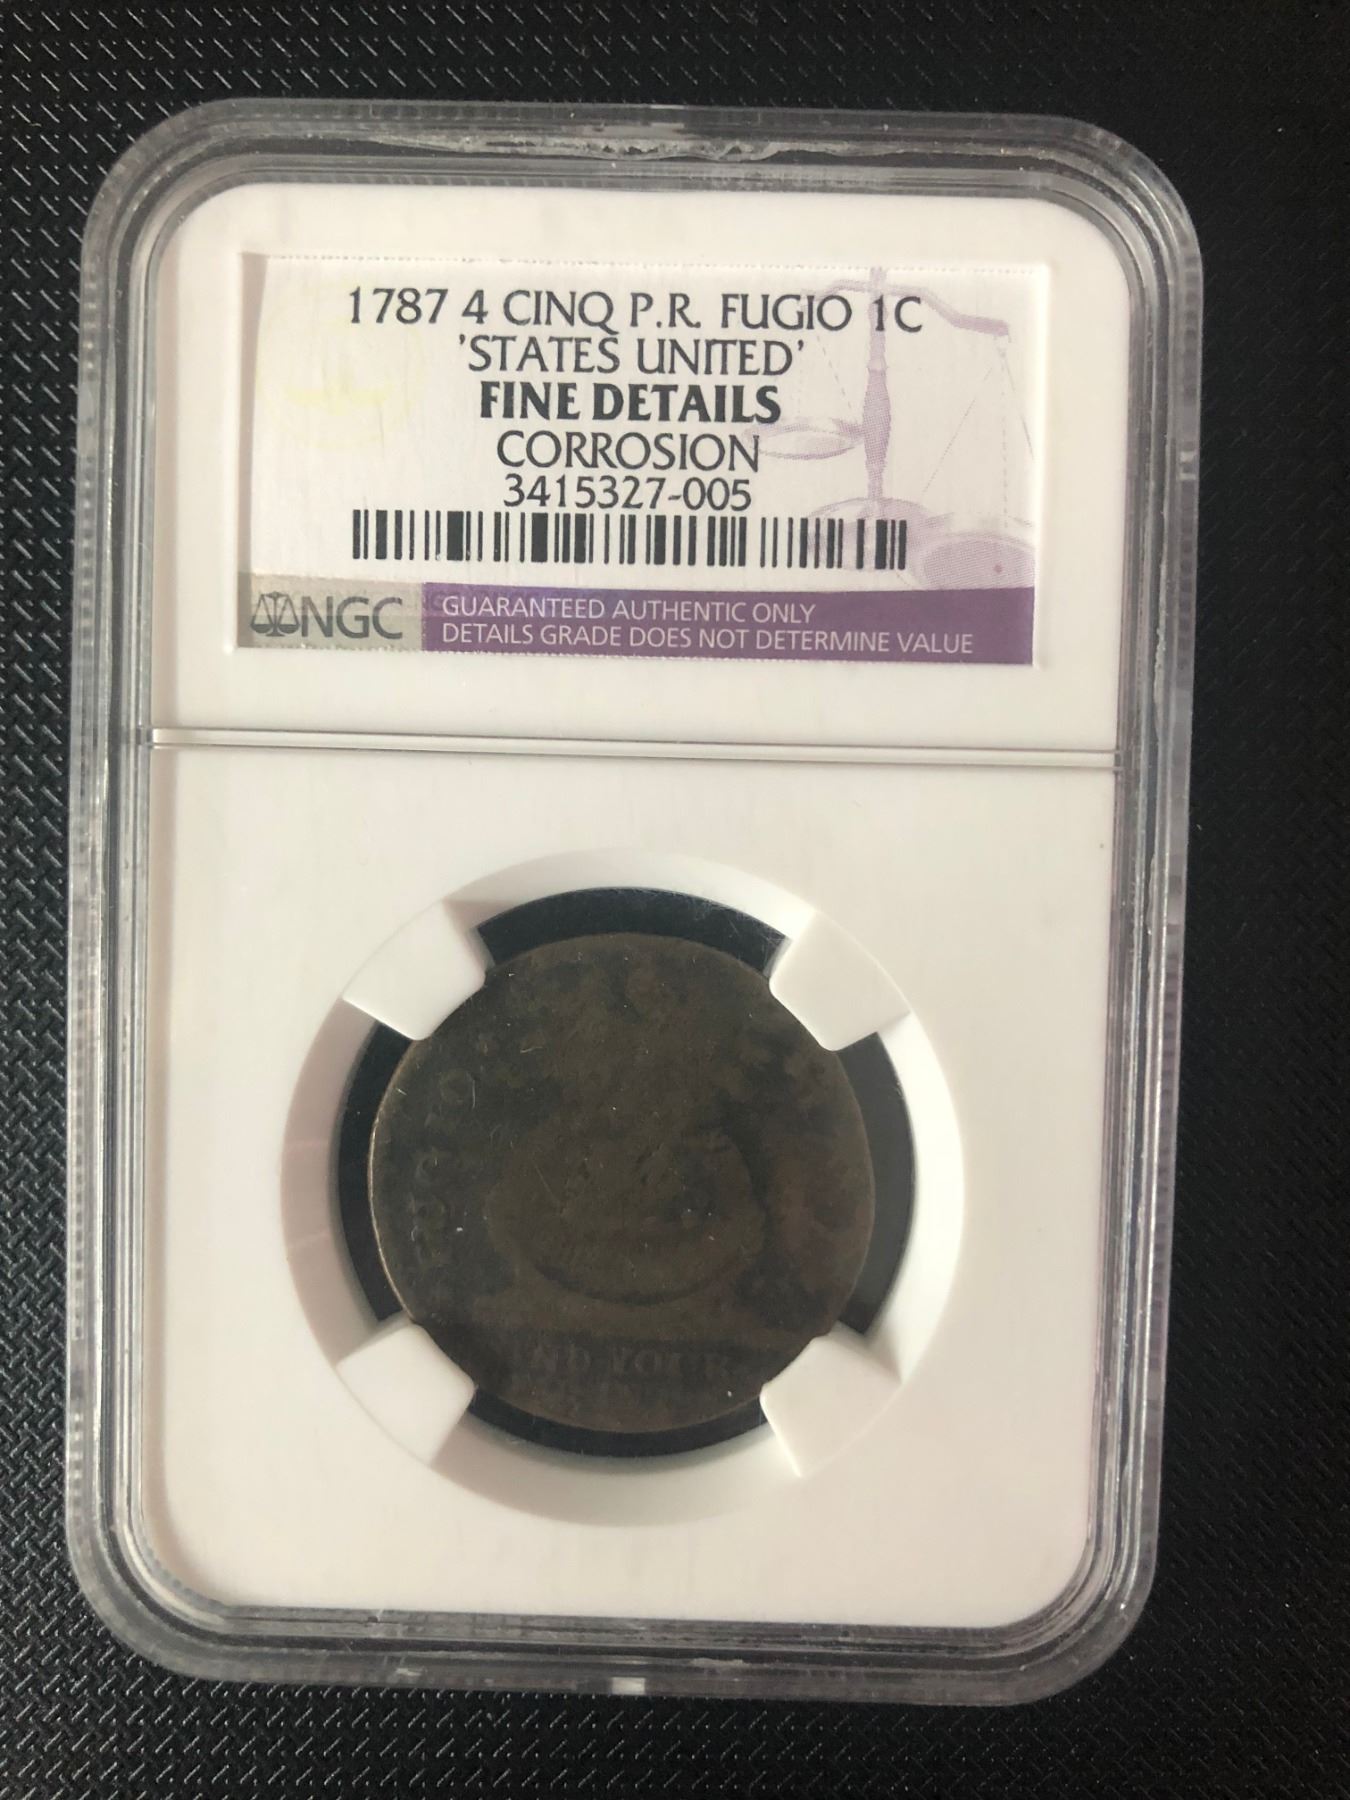 1787 4 CINQ P.R. FUGIO 1C
'STATES UNITED'
FINE DETAILS
CORROSION
3415327-005
NGC
GUARANTEED AUTHENTIC ONLY
DETAILS GRADE DOES NOT DETERMINE VALUE
YOUR